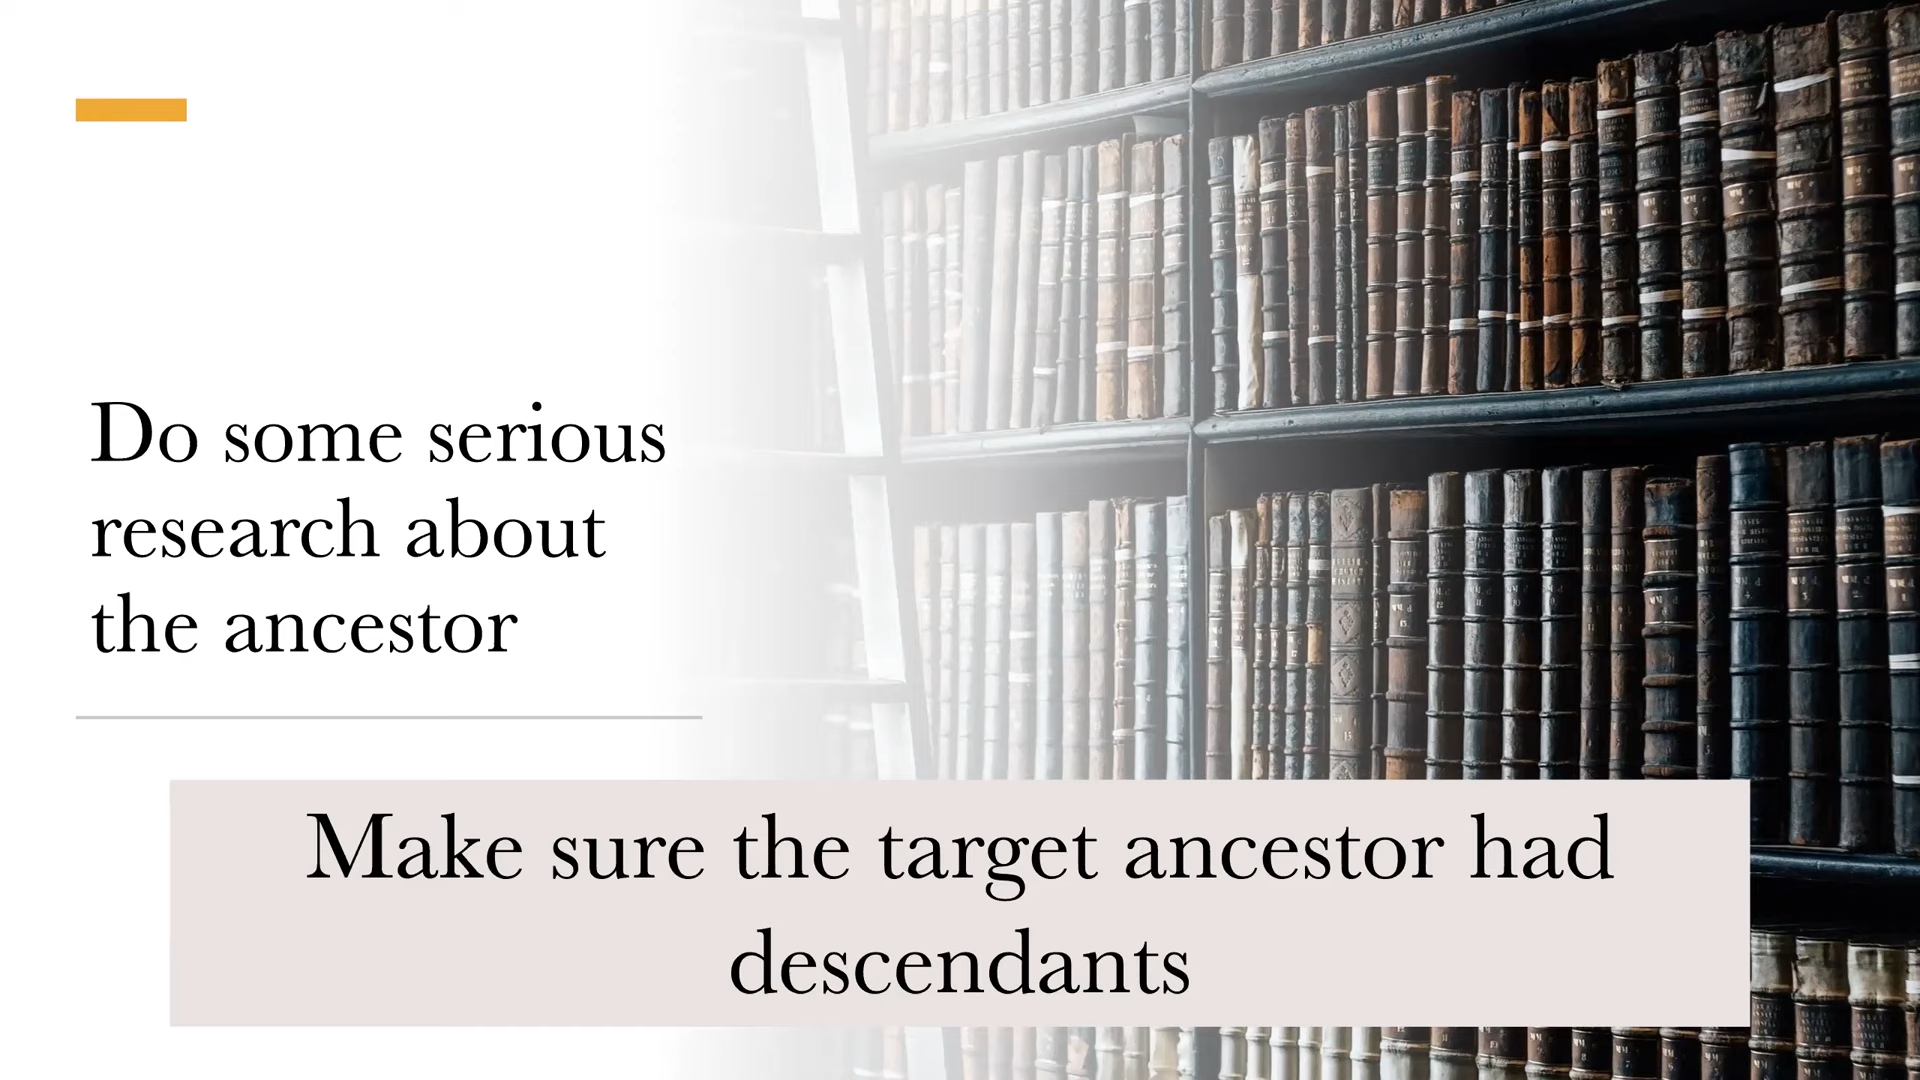 Do some serious
research about
the ancestor
Make sure the target ancestor had
descendants